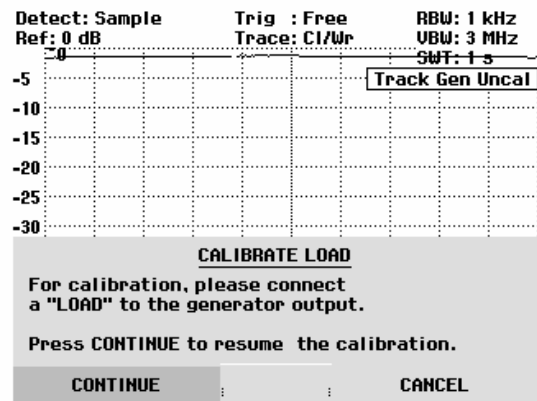 Detect: Sample Trig : Free RBW: 1 kHz
Ref: 0 dB Trace: Cl/Wr VBW: 3 MHz
SWT: 1 s
0
Track Gen Uncal
-5
-10
-15
-20
-25
-30
CALIBRATE LOAD
For calibration, please connect
a "LOAD" to the generator output.
Press CONTINUE to resume the calibration.
CONTINUE CANCEL